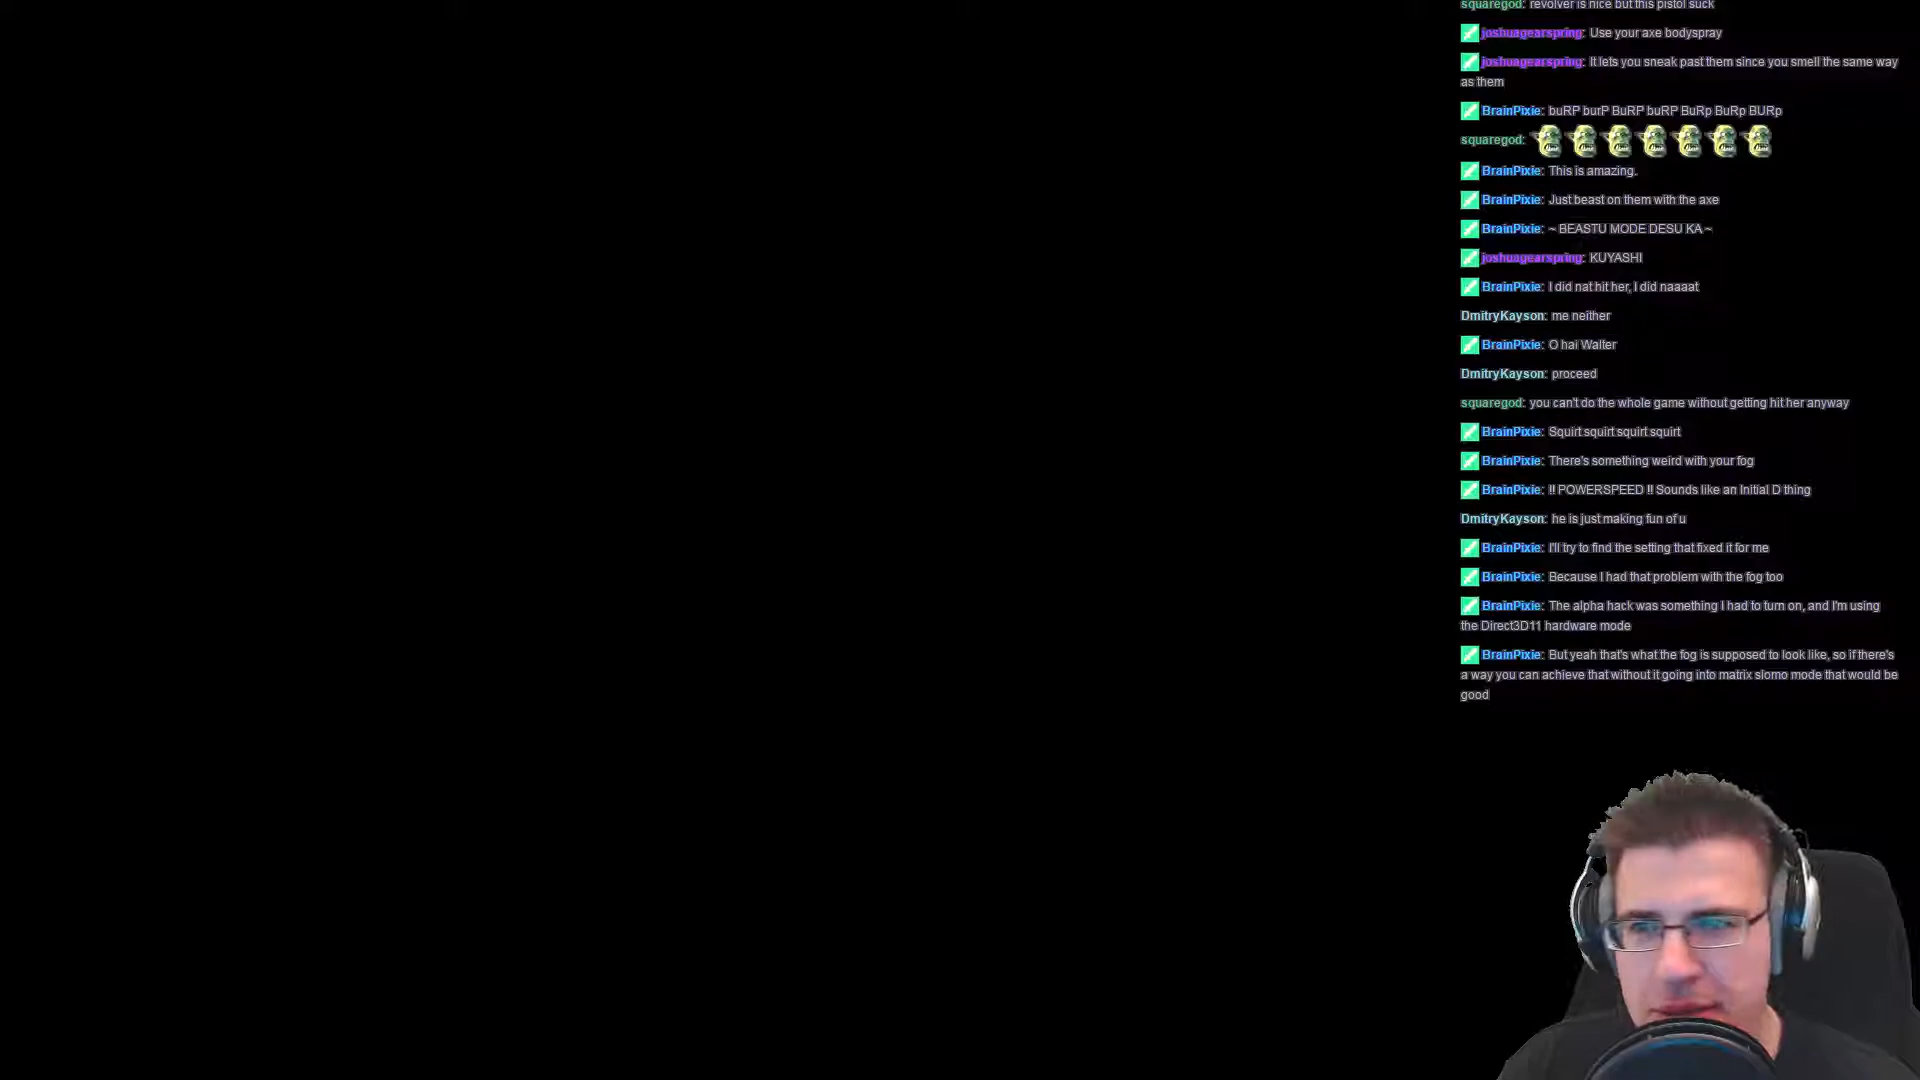 squaregod: revolver is nice but this pistol suck
joshuagearspring: Use your axe bodyspray
joshuagearspring: It lets you sneak past them since you smell the same way
as them
BrainPixie: buRP burP BuRP buRP BuRp BuRp BURp
squaregod:
BrainPixie: This is amazing.
BrainPixie: Just beast on them with the axe
BrainPixie: ~ BEASTU MODE DESU KA ~
joshuagearspring: KUYASHI
BrainPixie: I did nat hit her, I did naaaat
DmitryKayson: me neither
BrainPixie: O hai Walter
DmitryKayson: proceed
squaregod: you can't do the whole game without getting hit her anyway
BrainPixie: Squirt squirt squirt squirt
BrainPixie: There's something weird with your fog
BrainPixie: !! POWERSPEED !! Sounds like an Initial D thing
DmitryKayson: he is just making fun of u
BrainPixie: I'll try to find the setting that fixed it for me
BrainPixie: Because I had that problem with the fog too
BrainPixie: The alpha hack was something I had to turn on, and I'm using
the Direct3D11 hardware mode
BrainPixie: But yeah that's what the fog is supposed to look like, so if there's
a way you can achieve that without it going into matrix slomo mode that would be
good